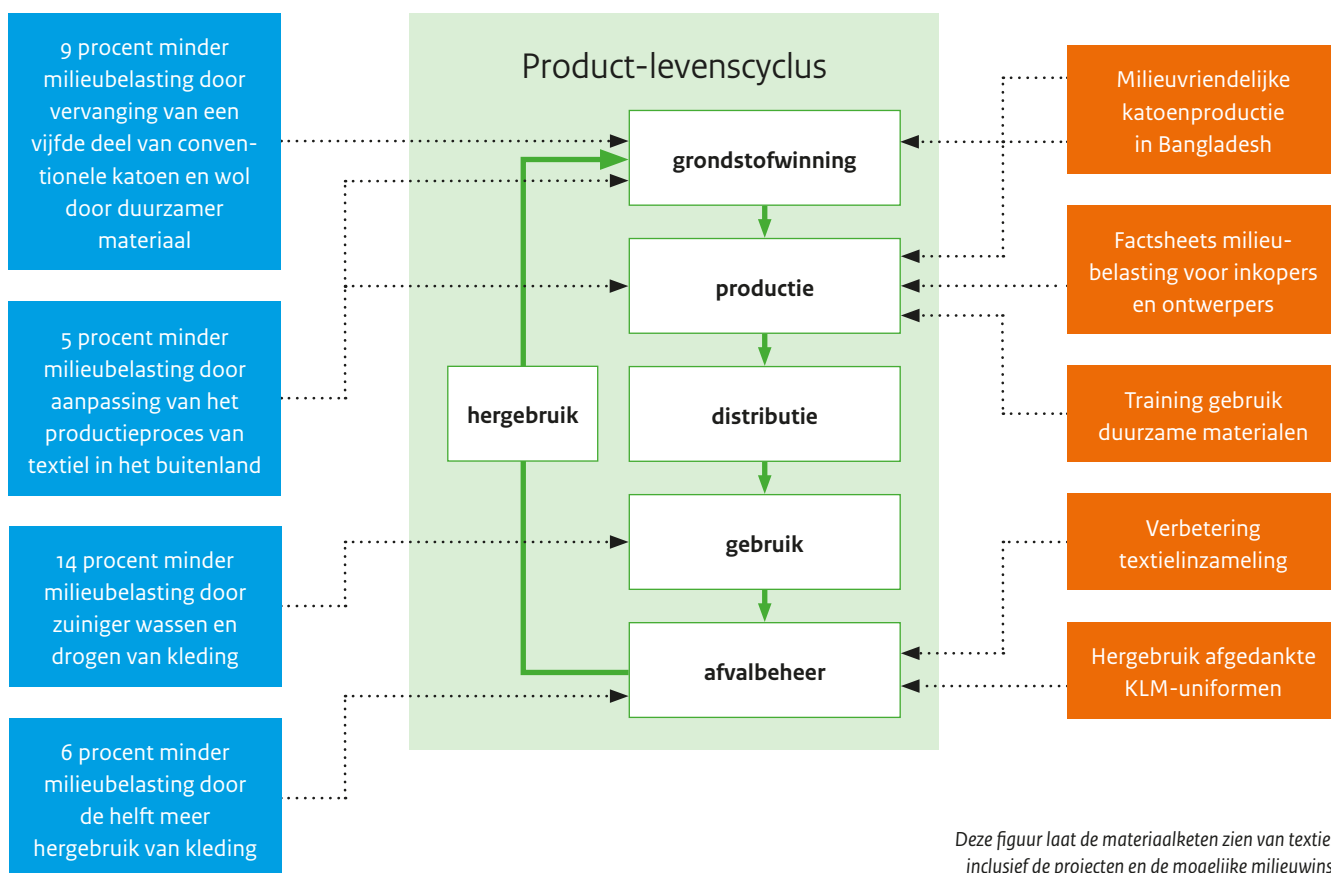 9 procent minder
milieubelasting door
vervanging van een
vijfde deel van conven-
tionele katoen en wol
door duurzamer
materiaal
5 procent minder
milieubelasting door
aanpassing van het
productieproces van
textiel in het buitenland
14 procent minder
milieubelasting door
zuiniger wassen en
drogen van kleding
6 procent minder
milieubelasting door
de helft meer
hergebruik van kleding
Product-levenscyclus
grondstofwinning
productie
hergebruik
distributie
gebruik
afvalbeheer
Milieuvriendelijke
katoenproductie
in Bangladesh
Factsheets milieu-
belasting voor inkopers
en ontwerpers
Training gebruik
duurzame materialen
Verbetering
textielinzameling
Hergebruik afgedankte
KLM-uniformen
Deze figuur laat de materiaalketen zien van textie
inclusief de projecten en de mogelijke milieuwins